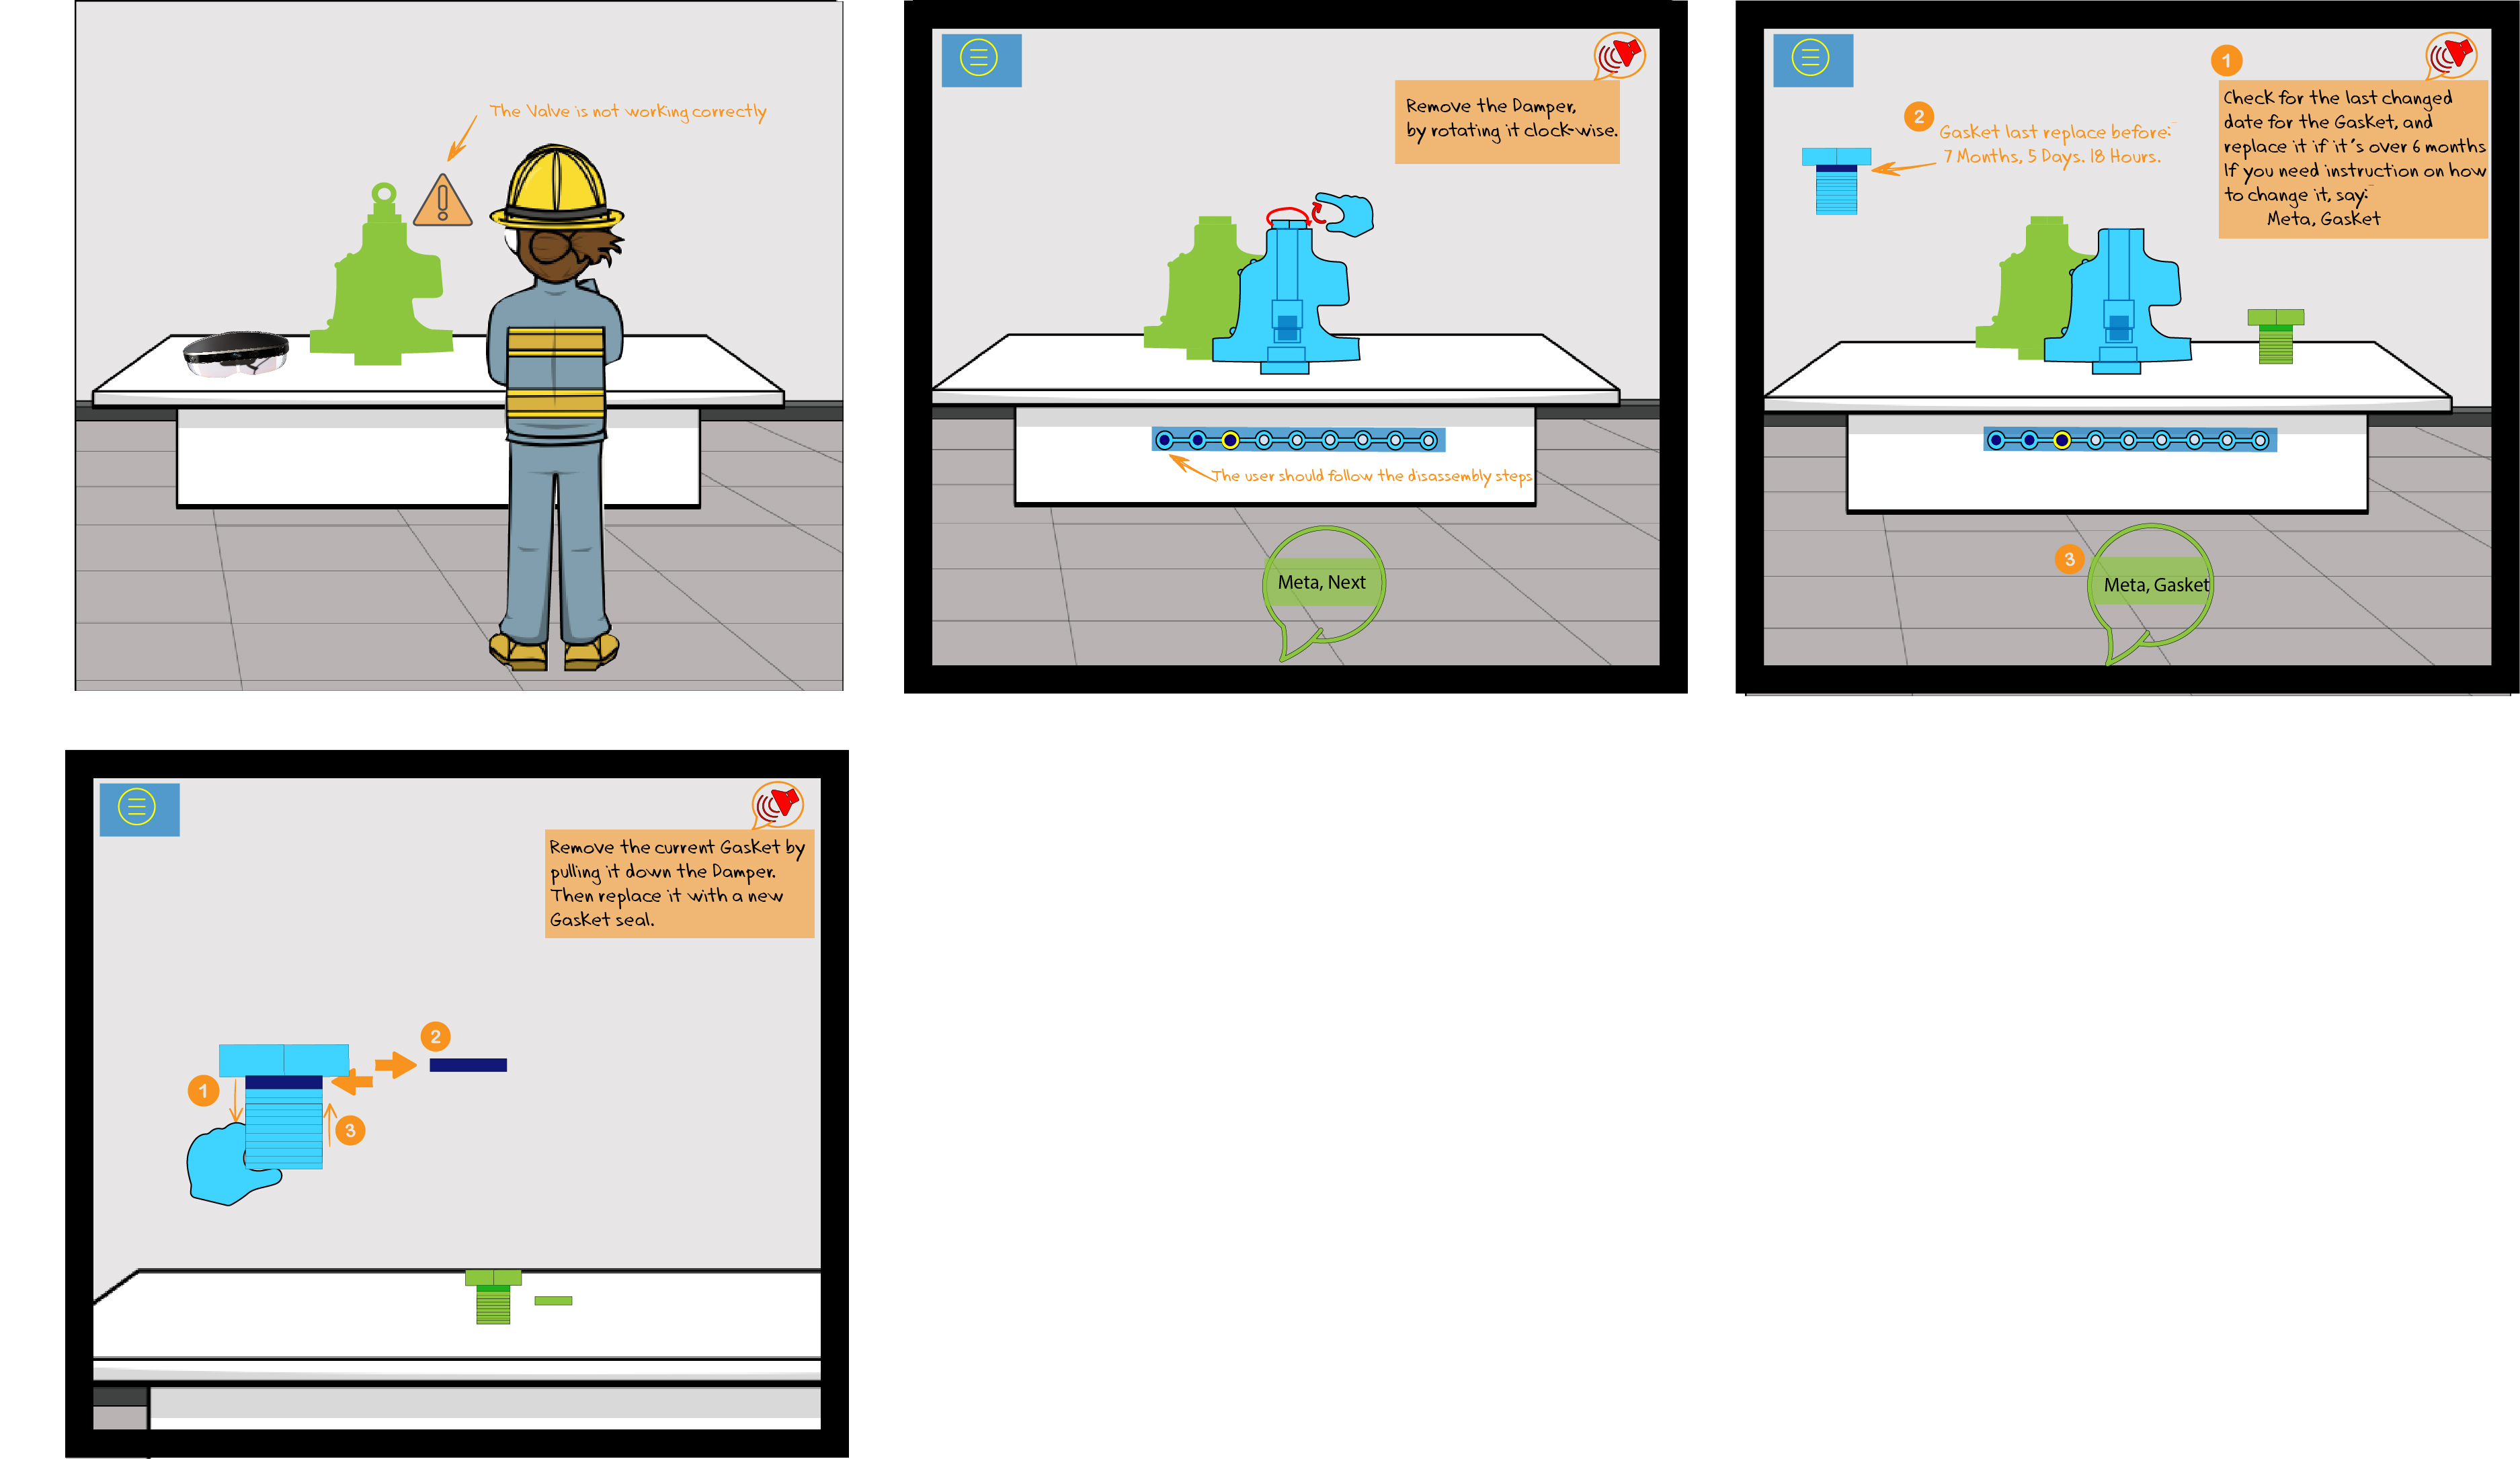 The Valve is not working correctly
Remove the Damper,
by rotating it clock-wise.
The user should follow the disassembly steps
Meta, Next
1
Check for the last changed
date for the Gasket, and
replace it if it's over 6 months
If you need instruction on how
to change it, say:
Meta, Gasket
2
Gasket last replace before:
7 Months, 5 Days. 18 Hours.
3
Meta, Gasket
Remove the current Gasket by
pulling it down the Damper.
Then replace it with a new
Gasket seal.
2
1
3